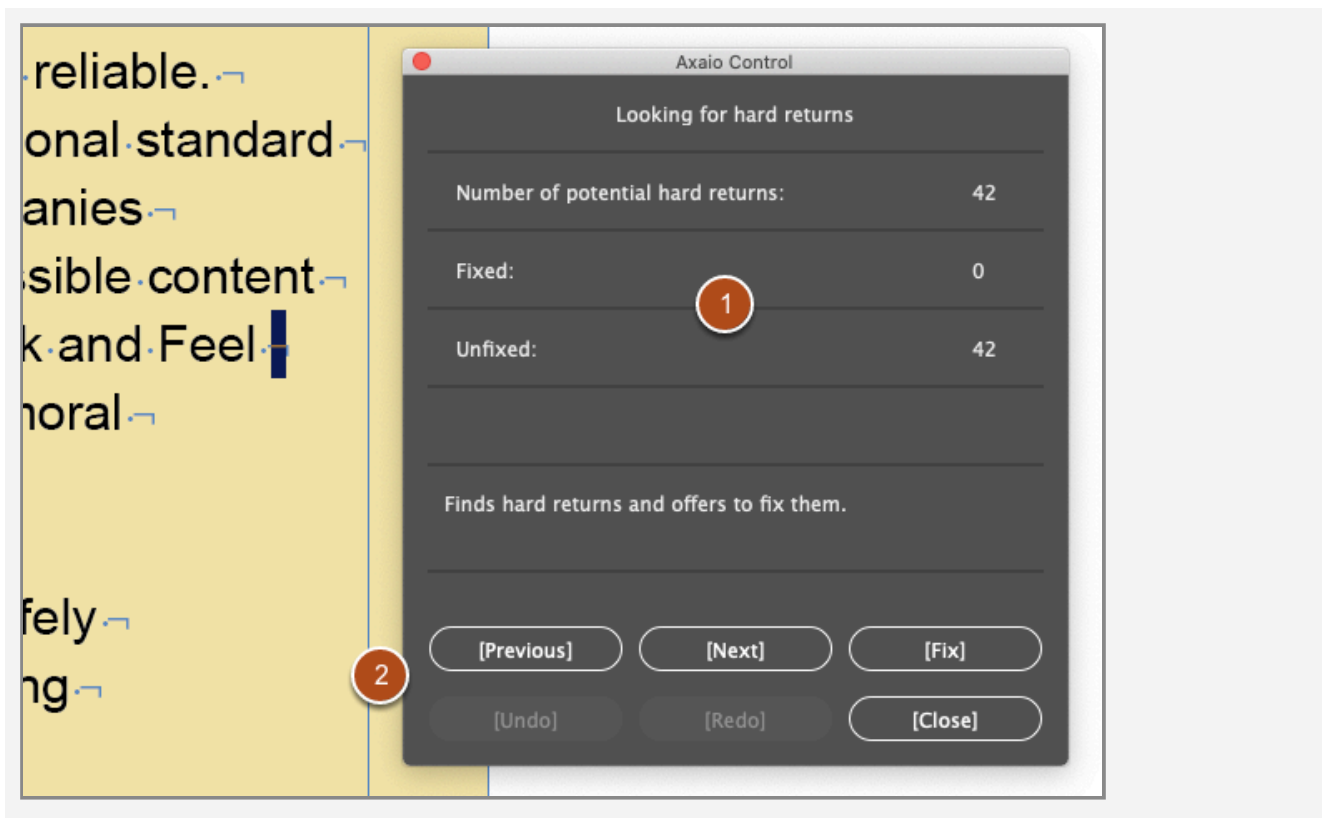 reliable.¬
onal·standard·¬
anies·¬
ssible·content·¬
k·and·Feel·¬
oral·¬
fely·¬
ng·¬
Axaio Control
Looking for hard returns
Number of potential hard returns: 42
Fixed: 0
1
Unfixed: 42
Finds hard returns and offers to fix them.
[Previous] [Next] [Fix]
2
[Undo] [Redo] [Close]